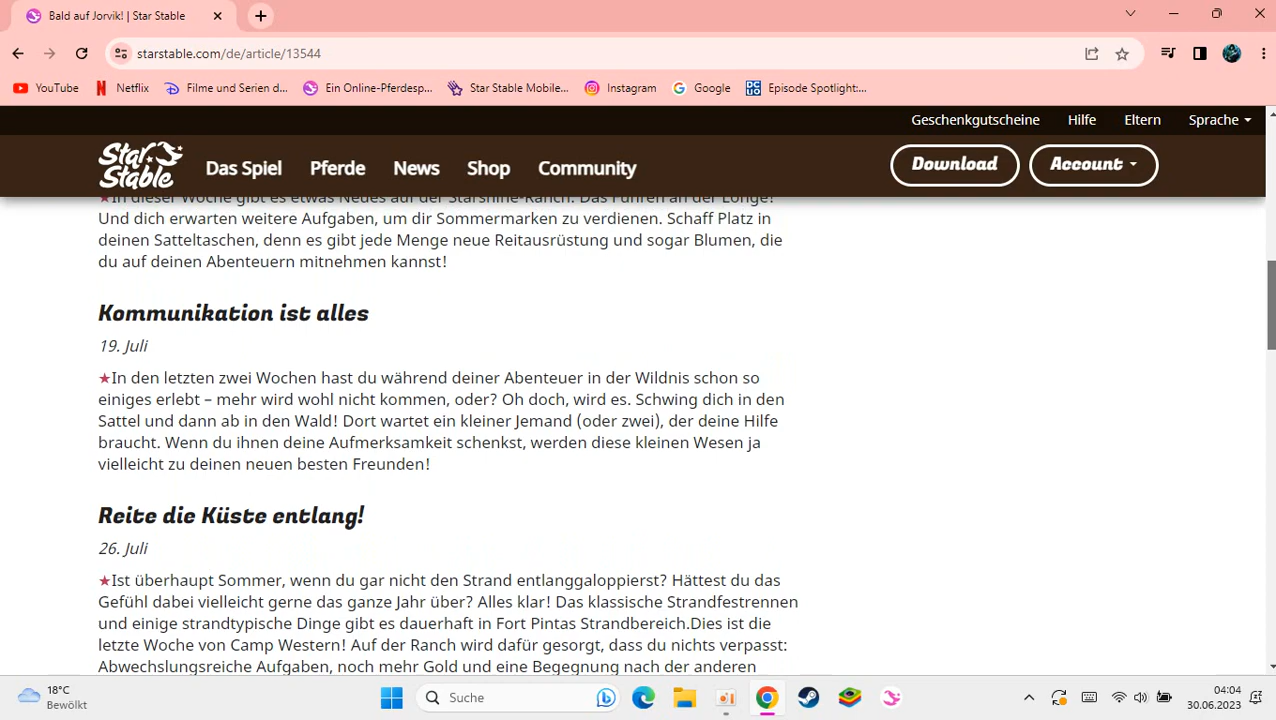 Bald auf Jorvik! | Star Stable
starstable.com/de/article/13544
YouTube
Netflix
Filme und Serien d...
Ein Online-Pferdesp...
Star Stable Mobile...
Instagram
Google
Episode Spotlight:...
Geschenkgutscheine
Hilfe
Eltern
Sprache
Star Stable
Das Spiel
Pferde
News
Shop
Community
Download
Account
★In dieser Woche gibt es etwas Neues auf der Starshine-Ranch: Das Führen an der Longe!
Und dich erwarten weitere Aufgaben, um dir Sommermarken zu verdienen. Schaff Platz in
deinen Satteltaschen, denn es gibt jede Menge neue Reitausrüstung und sogar Blumen, die
du auf deinen Abenteuern mitnehmen kannst!
Kommunikation ist alles
19. Juli
★In den letzten zwei Wochen hast du während deiner Abenteuer in der Wildnis schon so
einiges erlebt – mehr wird wohl nicht kommen, oder? Oh doch, wird es. Schwing dich in den
Sattel und dann ab in den Wald! Dort wartet ein kleiner Jemand (oder zwei), der deine Hilfe
braucht. Wenn du ihnen deine Aufmerksamkeit schenkst, werden diese kleinen Wesen ja
vielleicht zu deinen neuen besten Freunden!
Reite die Küste entlang!
26. Juli
★Ist überhaupt Sommer, wenn du gar nicht den Strand entlanggaloppierst? Hättest du das
Gefühl dabei vielleicht gerne das ganze Jahr über? Alles klar! Das klassische Strandfestrennen
und einige strandtypische Dinge gibt es dauerhaft in Fort Pintas Strandbereich.Dies ist die
letzte Woche von Camp Western! Auf der Ranch wird dafür gesorgt, dass du nichts verpasst:
Abwechslungsreiche Aufgaben, noch mehr Gold und eine Begegnung nach der anderen
18°C
Bewölkt
Suche
04:04
30.06.2023